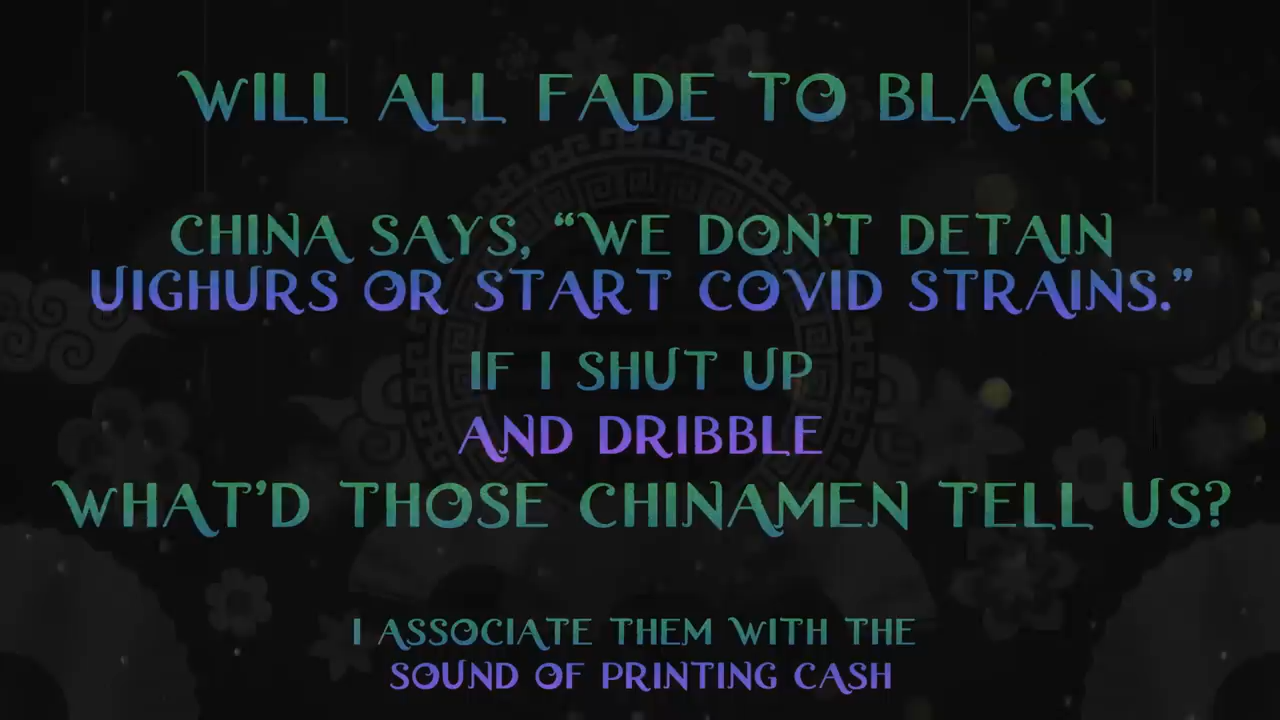 WILL ALL FADE TO BLACK
CHINA SAYS, “WE DON’T DETAIN
UIGHURS OR START COVID STRAINS.”
IF I SHUT UP
AND DRIBBLE
WHAT’D THOSE CHINAMEN TELL US?
I ASSOCIATE THEM WITH THE
SOUND OF PRINTING CASH